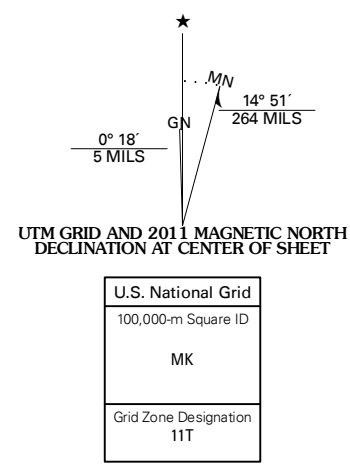 MN
GN
14° 51´
264 MILS
0° 18´
5 MILS
UTM GRID AND 2011 MAGNETIC NORTH
DECLINATION AT CENTER OF SHEET
U.S. National Grid
100,000-m Square ID
MK
Grid Zone Designation
11T